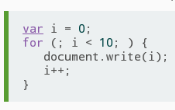 var i = 0;
for (; i < 10; ) {
document.write(i);
i++;
}